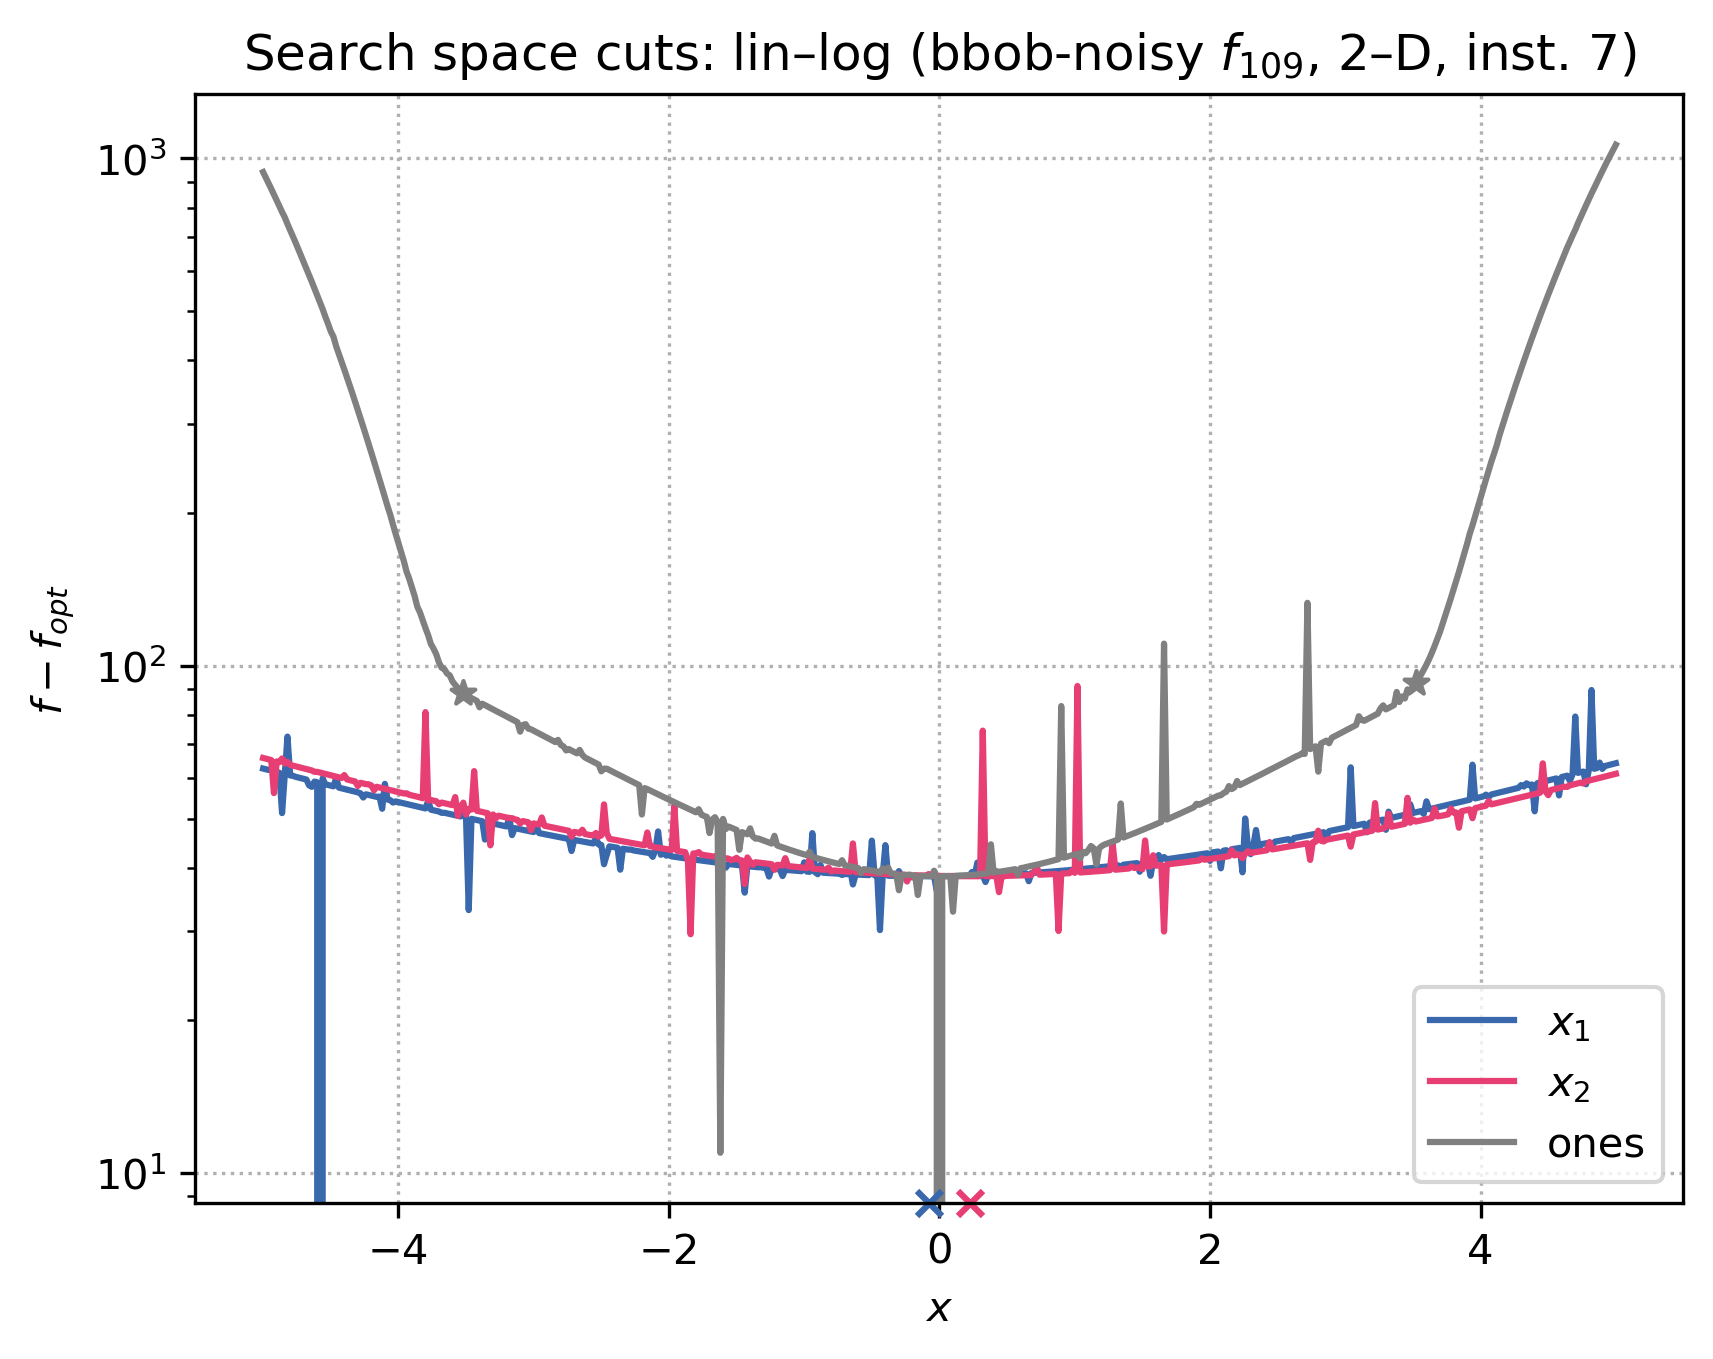 Search space cuts: lin–log (bbob-noisy f₁₀₉, 2–D, inst. 7)
10³
10²
10¹
f − fₒₚₜ
−4 −2 0 2 4
x
x₁
x₂
ones